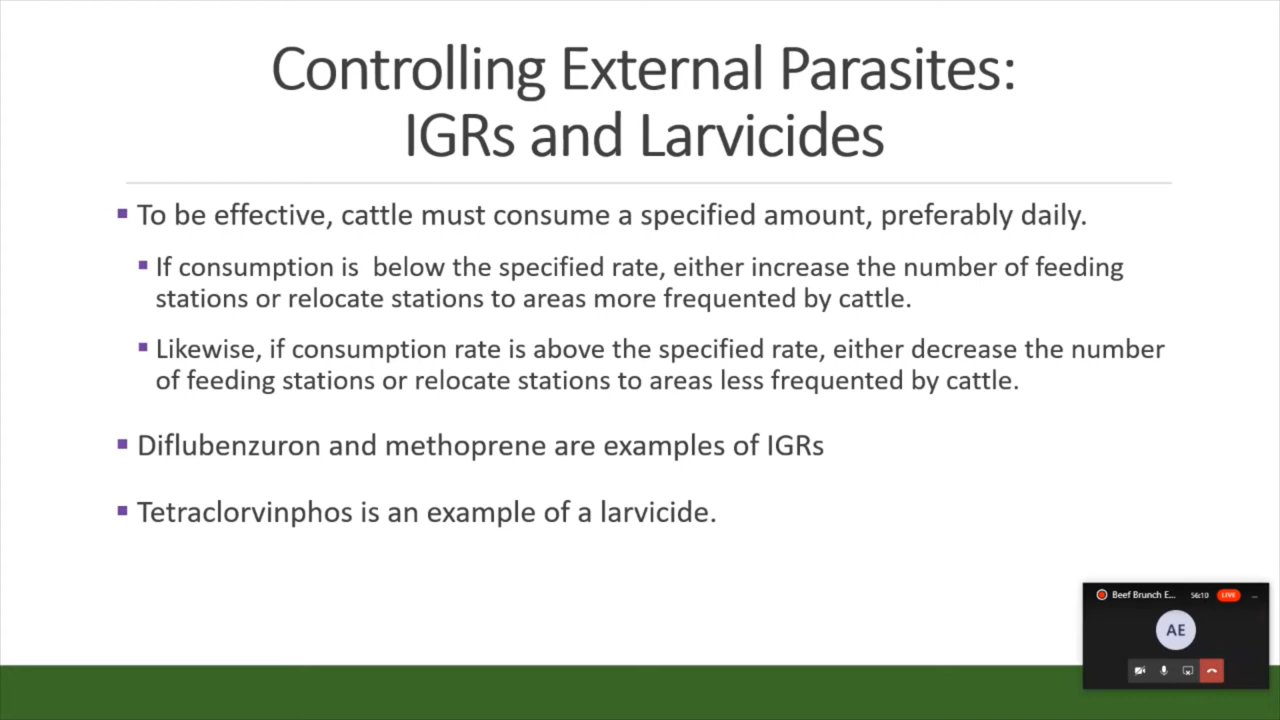 Controlling External Parasites:
IGRs and Larvicides
▪ To be effective, cattle must consume a specified amount, preferably daily.
▪ If consumption is  below the specified rate, either increase the number of feeding
stations or relocate stations to areas more frequented by cattle.
▪ Likewise, if consumption rate is above the specified rate, either decrease the number
of feeding stations or relocate stations to areas less frequented by cattle.
▪ Diflubenzuron and methoprene are examples of IGRs
▪ Tetraclorvinphos is an example of a larvicide.
Beef Brunch E... 56:10 LIVE ...
AE